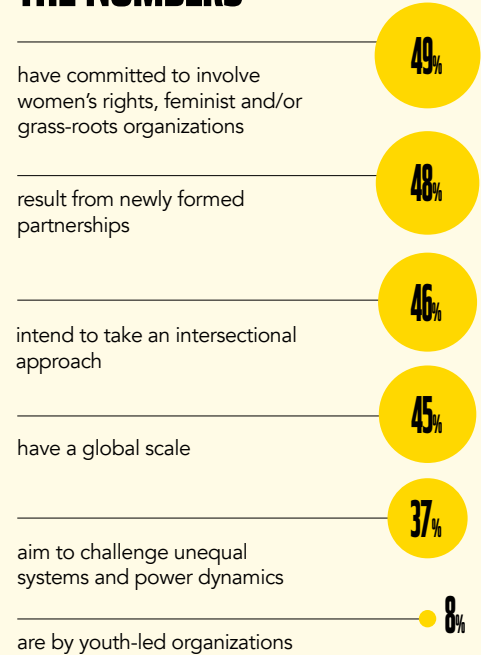 THE NUMBERS
49%
have committed to involve
women's rights, feminist and/or
grass-roots organizations
48%
result from newly formed
partnerships
46%
intend to take an intersectional
approach
45%
have a global scale
37%
aim to challenge unequal
systems and power dynamics
8%
are by youth-led organizations